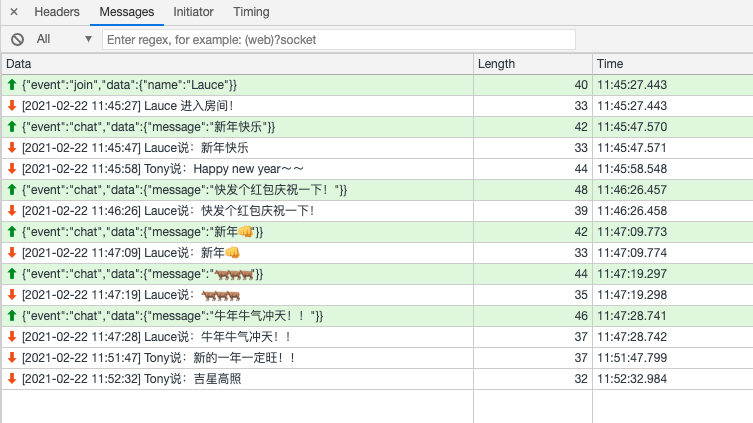 × Headers Messages Initiator Timing
All ▼ Enter regex, for example: (web)?socket
Data Length Time
{"event":"join","data":{"name":"Lauce"}} 40 11:45:27.443
[2021-02-22 11:45:27] Lauce 进入房间！ 33 11:45:27.443
{"event":"chat","data":{"message":"新年快乐"}} 42 11:45:47.570
[2021-02-22 11:45:47] Lauce说：新年快乐 33 11:45:47.571
[2021-02-22 11:45:58] Tony说：Happy new year～～ 44 11:45:58.548
{"event":"chat","data":{"message":"快发个红包庆祝一下！"}} 48 11:46:26.457
[2021-02-22 11:46:26] Lauce说：快发个红包庆祝一下！ 39 11:46:26.458
{"event":"chat","data":{"message":"新年👊"}} 42 11:47:09.773
[2021-02-22 11:47:09] Lauce说：新年👊 33 11:47:09.774
{"event":"chat","data":{"message":"🐂🐂🐂"}} 44 11:47:19.297
[2021-02-22 11:47:19] Lauce说：🐂🐂🐂 35 11:47:19.298
{"event":"chat","data":{"message":"牛年牛气冲天！！"}} 46 11:47:28.741
[2021-02-22 11:47:28] Lauce说：牛年牛气冲天！！ 37 11:47:28.742
[2021-02-22 11:51:47] Tony说：新的一年一定旺！！ 37 11:51:47.799
[2021-02-22 11:52:32] Tony说：吉星高照 32 11:52:32.984